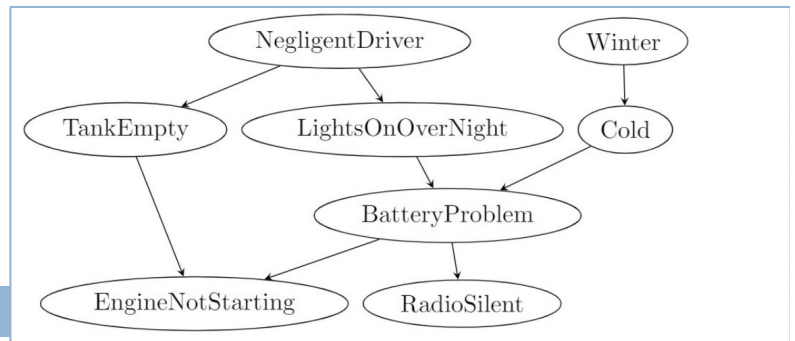 NegligentDriver
Winter
TankEmpty
LightsOnOverNight
Cold
BatteryProblem
EngineNotStarting
RadioSilent